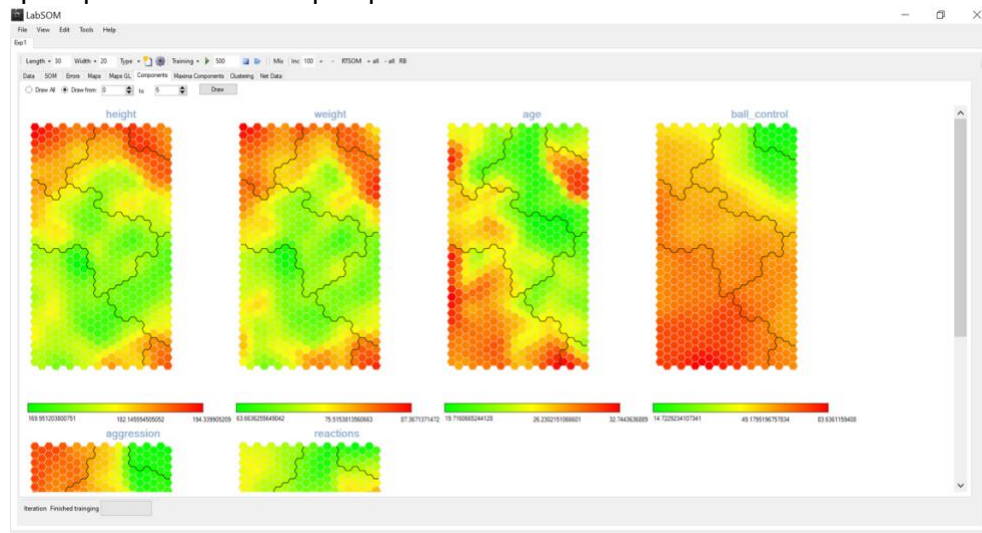 LabSOM
File View Edit Tools Help
Exp1
Length + 30 Width + 20 Type + Training + 500 Mix Inc 100 + - RTSOM + all - all RB
Data SOM Errors Maps Maps GL Components Maxima Components Clustering Net Data
Draw All Draw from: 0 to 5 Draw
height weight age ball_control
169.951203800751 182.145554505052 194.339905209 63.6636255649042 75.5153813560663 87.3671371472 19.7160665244128 26.2302151066601 32.7443636889 14.7229234107341 49.1795196757834 83.6361159408
aggression reactions
Iteration Finished trainging